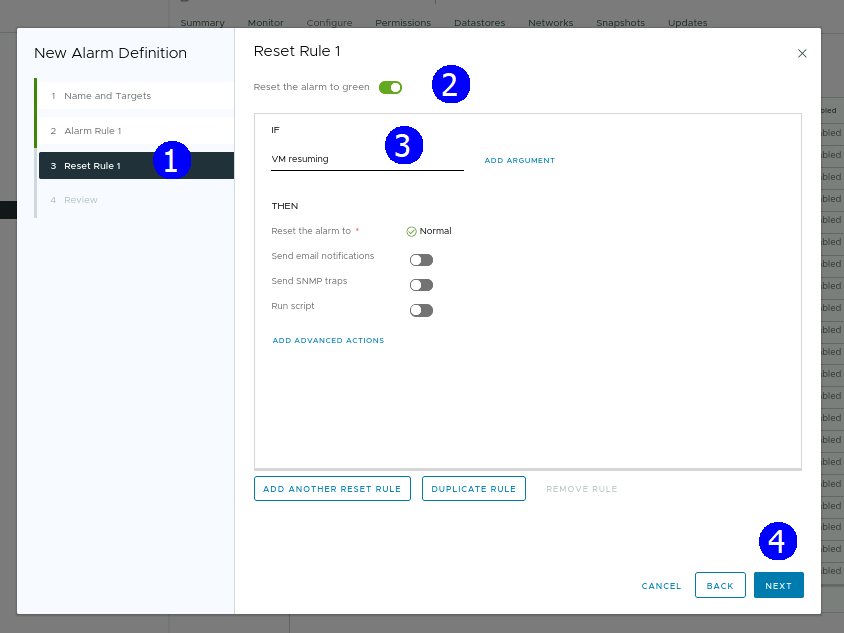 Summary Monitor Configure Permissions Datastores Networks Snapshots Updates
New Alarm Definition
1 Name and Targets
2 Alarm Rule 1
3 Reset Rule 1
1
4 Review
Reset Rule 1
Reset the alarm to green
2
IF
VM resuming
3
ADD ARGUMENT
THEN
Reset the alarm to *
Normal
Send email notifications
Send SNMP traps
Run script
ADD ADVANCED ACTIONS
ADD ANOTHER RESET RULE
DUPLICATE RULE
REMOVE RULE
4
CANCEL
BACK
NEXT